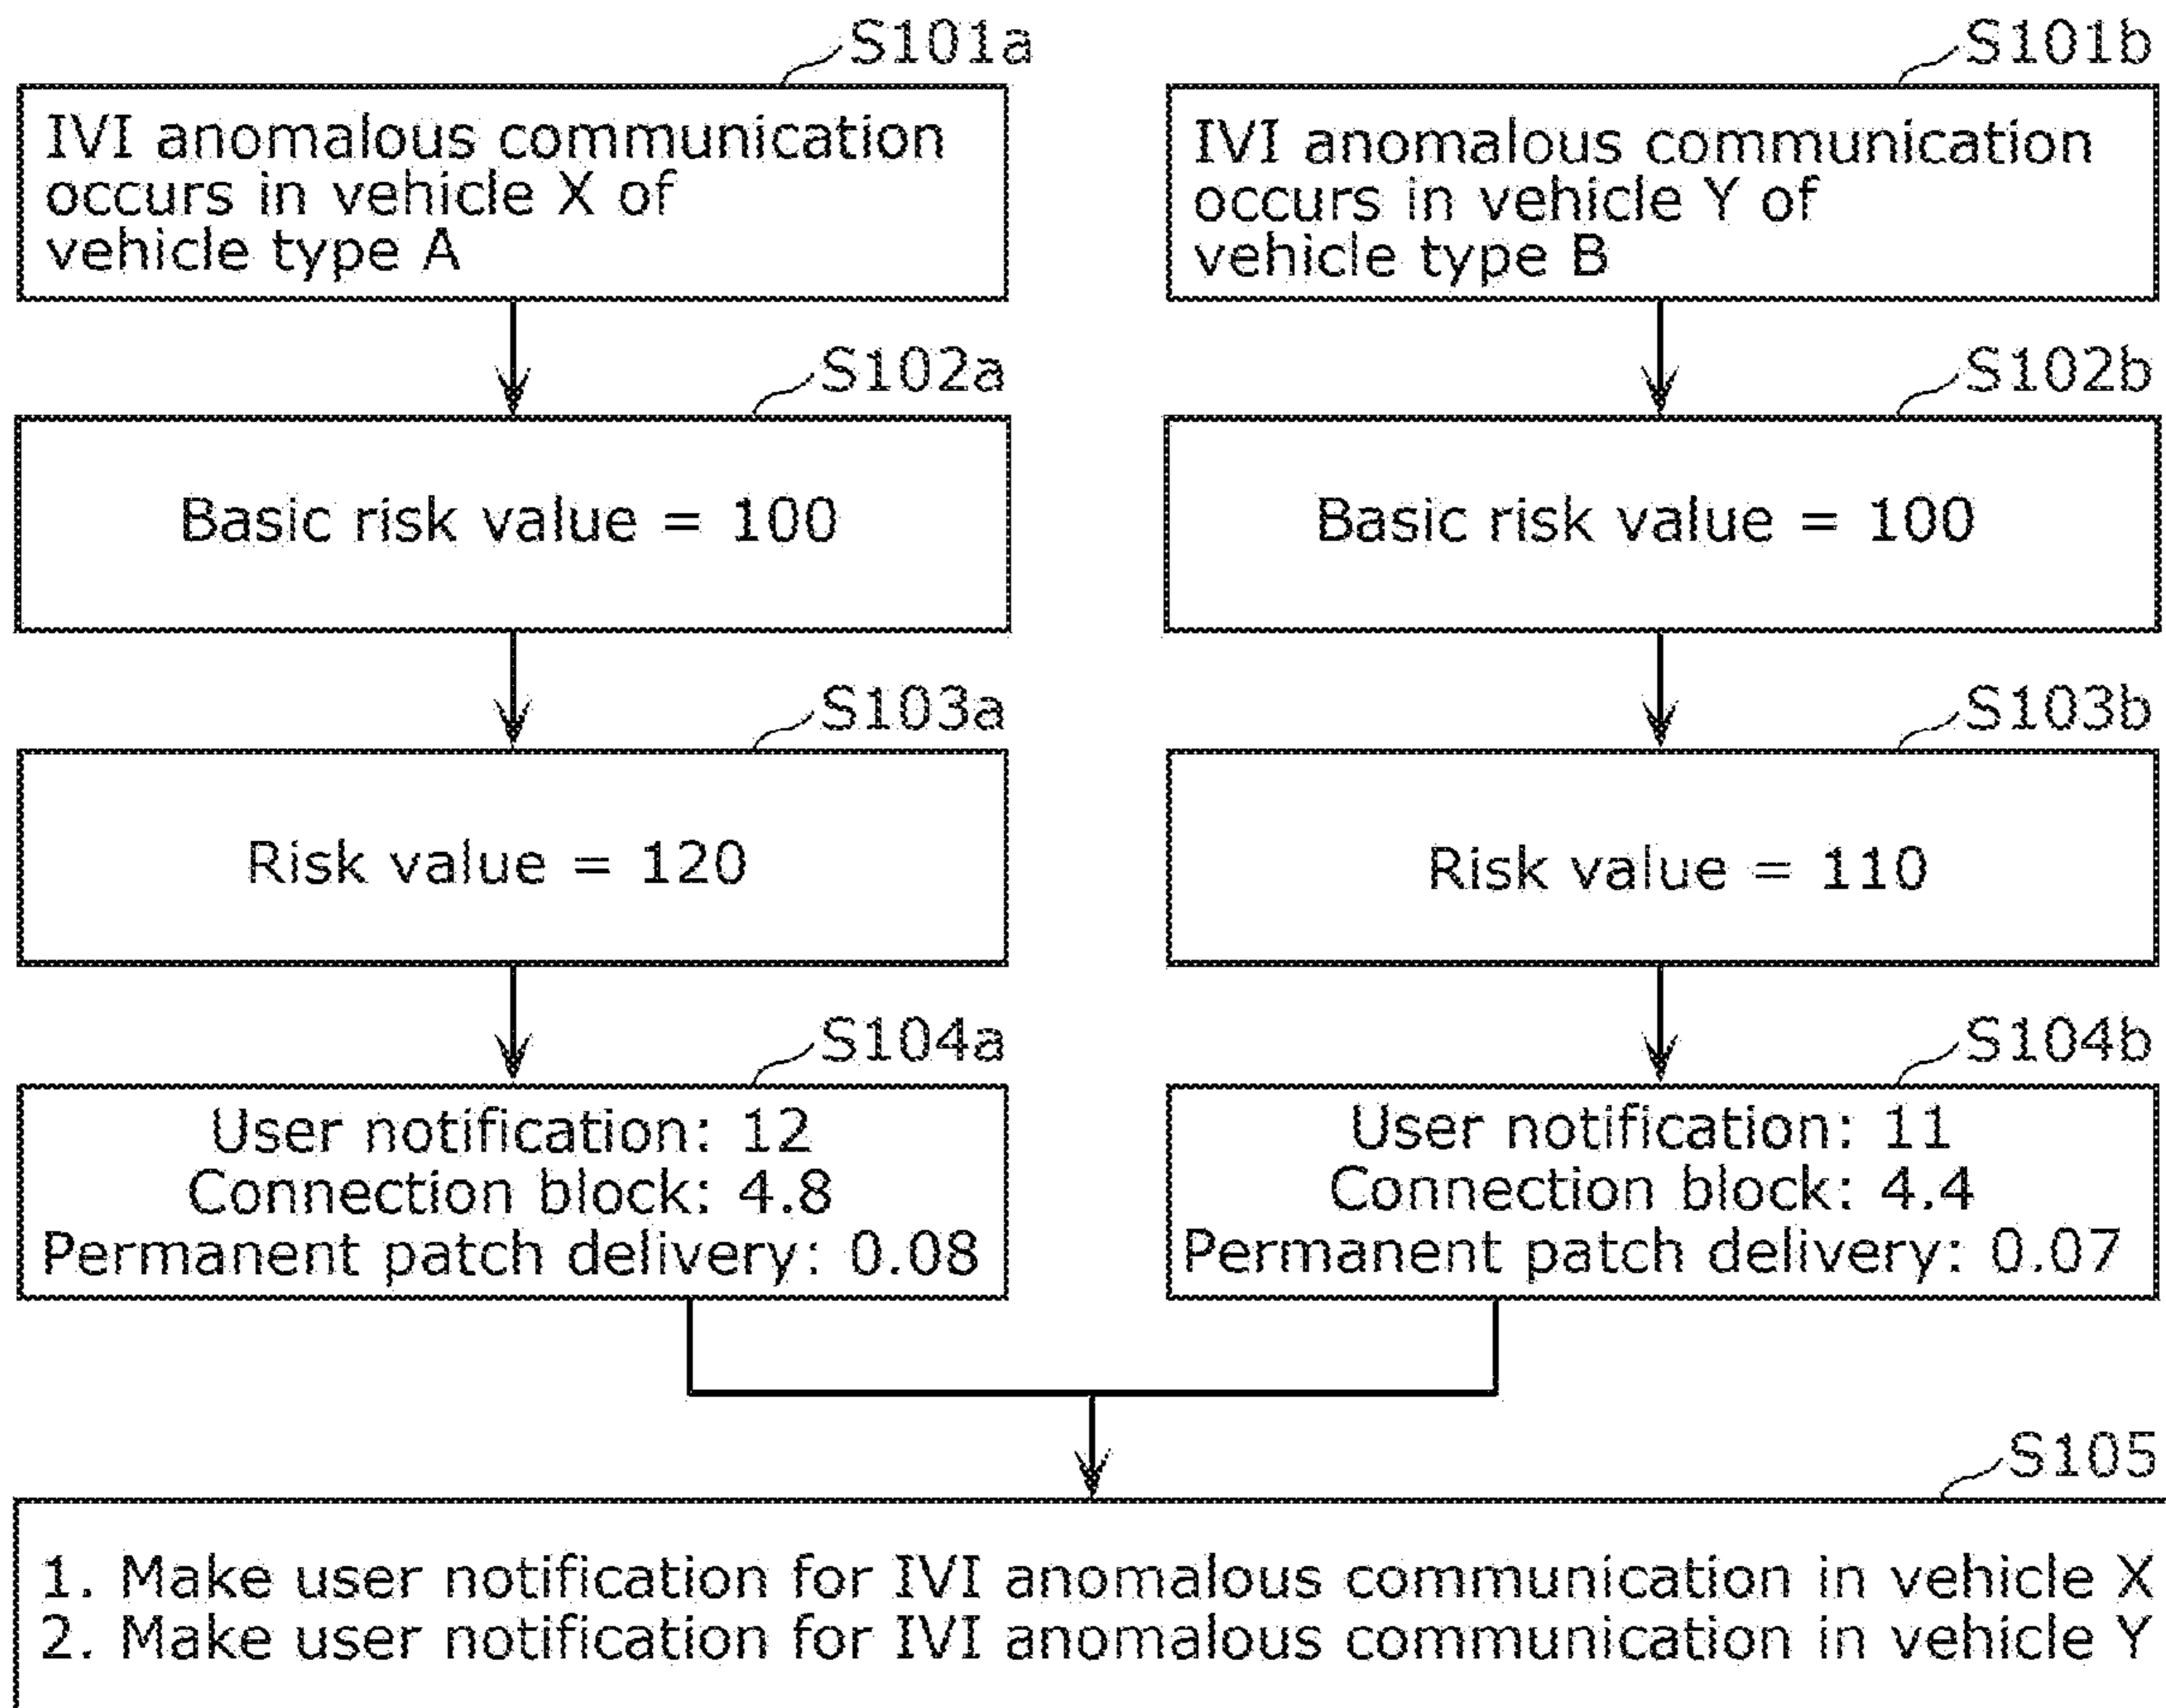 S101a
IVI anomalous communication
occurs in vehicle X of
vehicle type A
S101b
IVI anomalous communication
occurs in vehicle Y of
vehicle type B
S102a
Basic risk value = 100
S102b
Basic risk value = 100
S103a
Risk value = 120
S103b
Risk value = 110
S104a
User notification: 12
Connection block: 4.8
Permanent patch delivery: 0.08
S104b
User notification: 11
Connection block: 4.4
Permanent patch delivery: 0.07
S105
1. Make user notification for IVI anomalous communication in vehicle X
2. Make user notification for IVI anomalous communication in vehicle Y